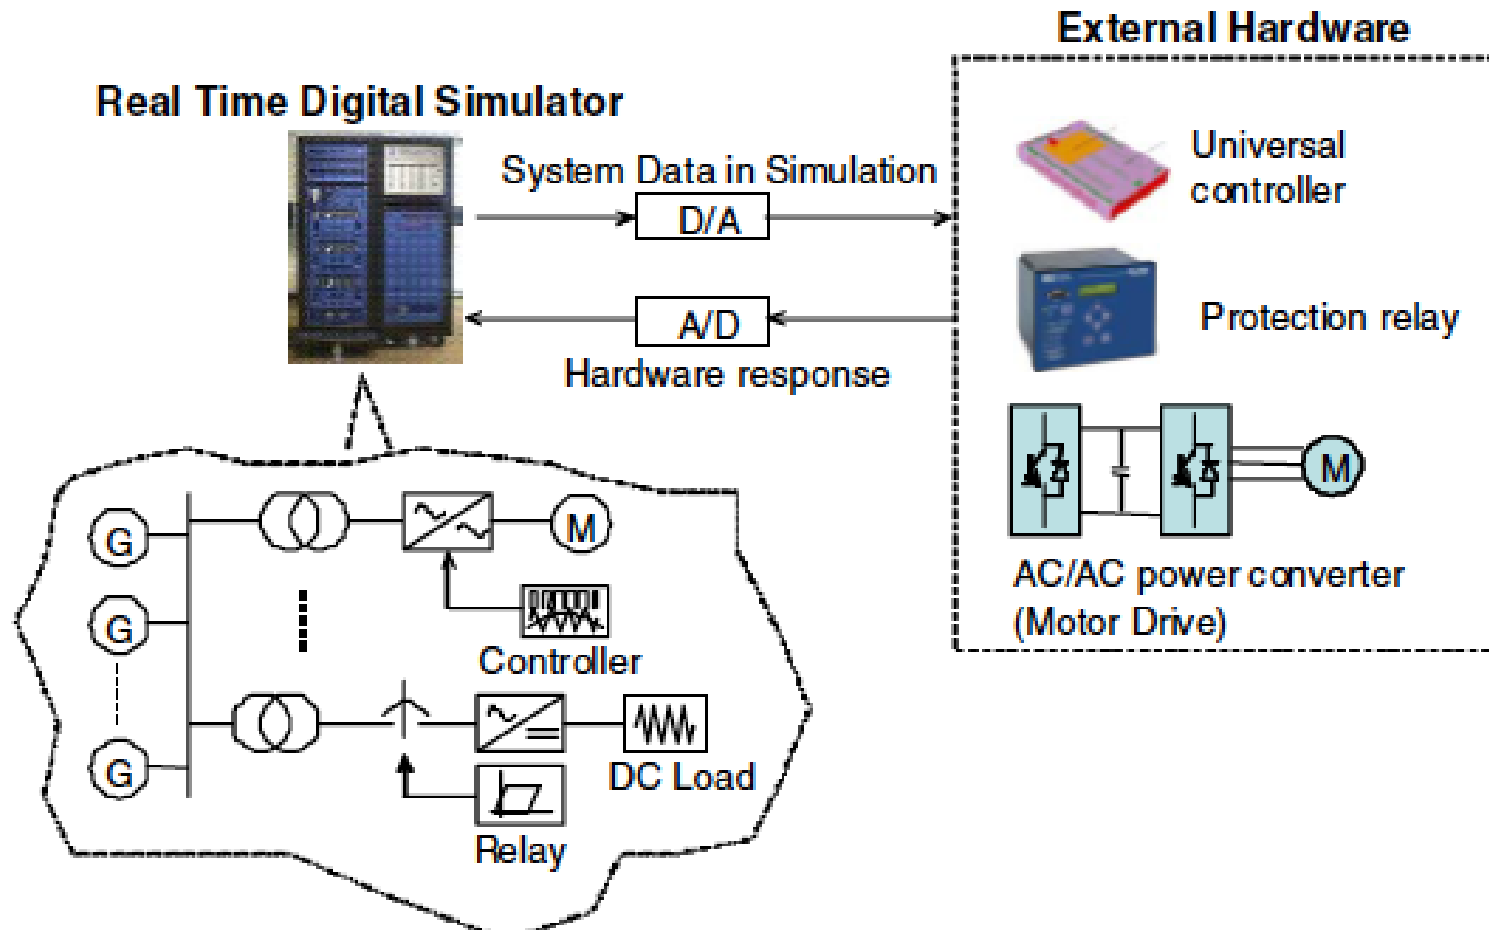 External Hardware
Real Time Digital Simulator
System Data in Simulation
D/A
A/D
Hardware response
Universal
controller
Protection relay
M
AC/AC power converter
(Motor Drive)
G
M
G
Controller
G
DC Load
Relay